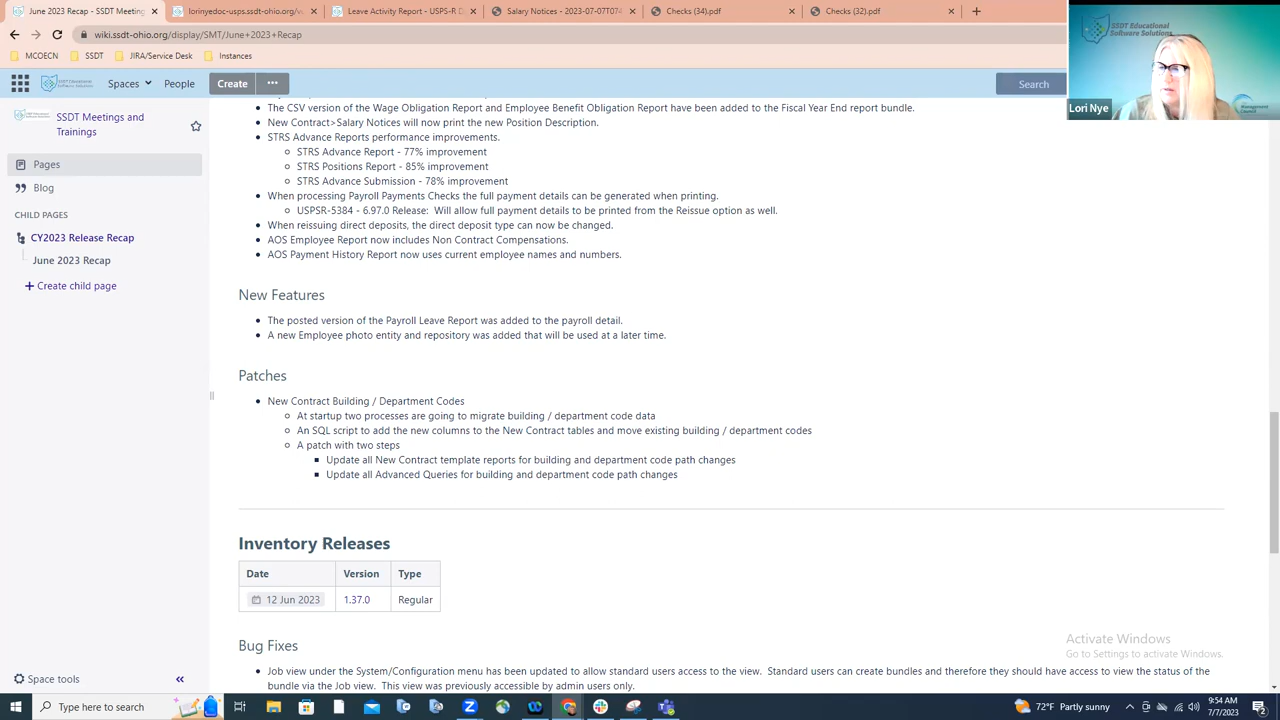 June 2023 Recap - SSDT Meeting
lorinyedoc-usps.ssdt-ohio.org/
Leave Activity Report - USPS-R D
Salary Notices - 2023-07-07T074
Checks (34).pdf
Checks (32).pdf
wiki.ssdt-ohio.org/display/SMT/June+2023+Recap
MCOECN
SSDT
JIRA/Service Desk
Instances
Spaces
People
Create
Search
SSDT Educational
Software Solutions
Lori Nye
Management
Council
SSDT Meetings and
Trainings
Pages
Blog
CHILD PAGES
CY2023 Release Recap
June 2023 Recap
+ Create child page
Space tools
The CSV version of the Wage Obligation Report and Employee Benefit Obligation Report have been added to the Fiscal Year End report bundle.
New Contract>Salary Notices will now print the new Position Description.
STRS Advance Reports performance improvements.
STRS Advance Report - 77% improvement
STRS Positions Report - 85% improvement
STRS Advance Submission - 78% improvement
When processing Payroll Payments Checks the full payment details can be generated when printing.
USPSR-5384 - 6.97.0 Release: Will allow full payment details to be printed from the Reissue option as well.
When reissuing direct deposits, the direct deposit type can now be changed.
AOS Employee Report now includes Non Contract Compensations.
AOS Payment History Report now uses current employee names and numbers.
New Features
The posted version of the Payroll Leave Report was added to the payroll detail.
A new Employee photo entity and repository was added that will be used at a later time.
Patches
New Contract Building / Department Codes
At startup two processes are going to migrate building / department code data
An SQL script to add the new columns to the New Contract tables and move existing building / department codes
A patch with two steps
Update all New Contract template reports for building and department code path changes
Update all Advanced Queries for building and department code path changes
Inventory Releases
Date Version Type
12 Jun 2023 1.37.0 Regular
Bug Fixes
Job view under the System/Configuration menu has been updated to allow standard users access to the view. Standard users can create bundles and therefore they should have access to view the status of the
bundle via the Job view. This view was previously accessible by admin users only.
Activate Windows
Go to Settings to activate Windows.
Type here to search
72°F Partly sunny
9:54 AM
7/7/2023
2